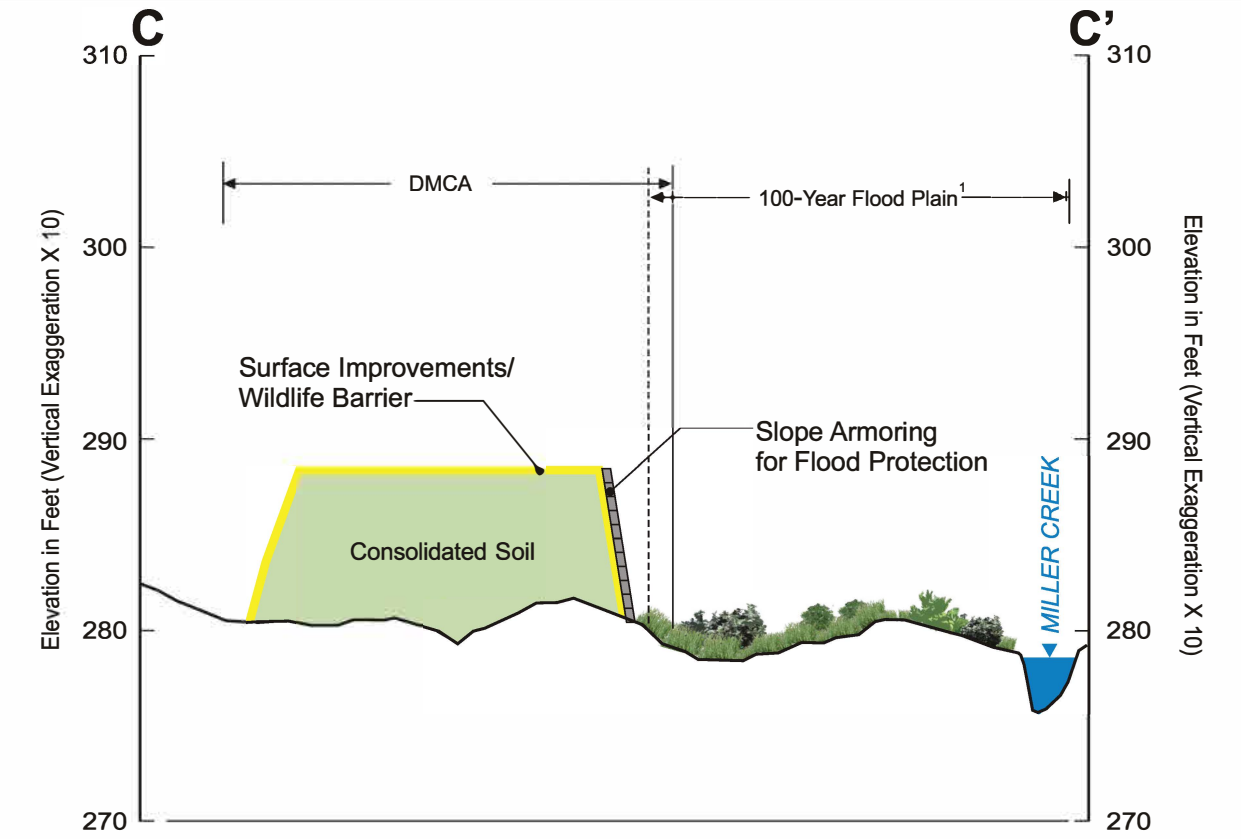 C
C’
310
310
DMCA
100-Year Flood Plain1
300
300
Elevation in Feet (Vertical Exaggeration X 10)
Elevation in Feet (Vertical Exaggeration X 10)
Surface Improvements/
Wildlife Barrier
290
Slope Armoring
for Flood Protection
290
MILLER CREEK
Consolidated Soil
280
280
270
270